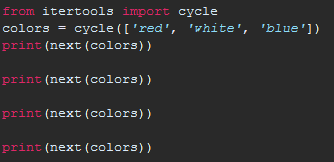 from itertools import cycle
colors = cycle(['red', 'white', 'blue'])
print(next(colors))
print(next(colors))
print(next(colors))
print(next(colors))